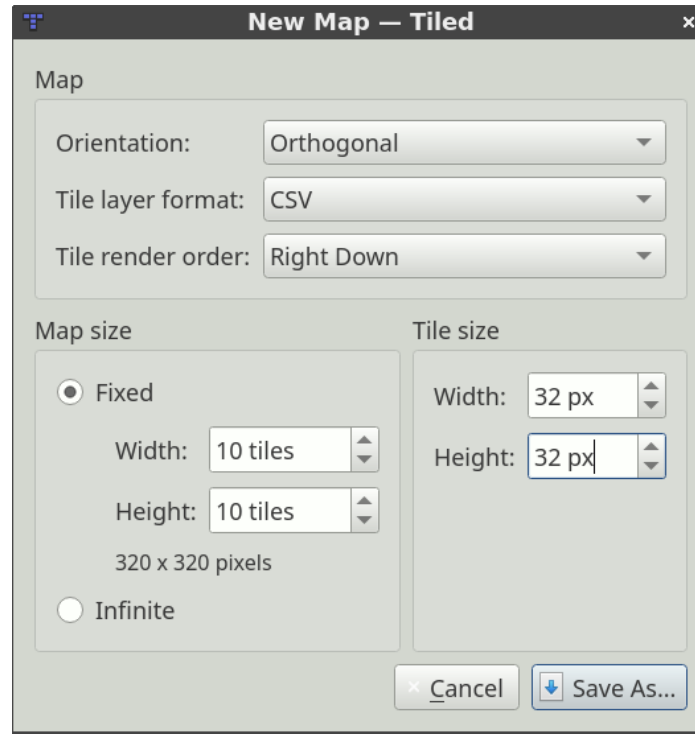 New Map — Tiled
Map
Orientation: Orthogonal
Tile layer format: CSV
Tile render order: Right Down
Map size
Fixed
Width: 10 tiles
Height: 10 tiles
320 x 320 pixels
Infinite
Tile size
Width: 32 px
Height: 32 px
Cancel
Save As...